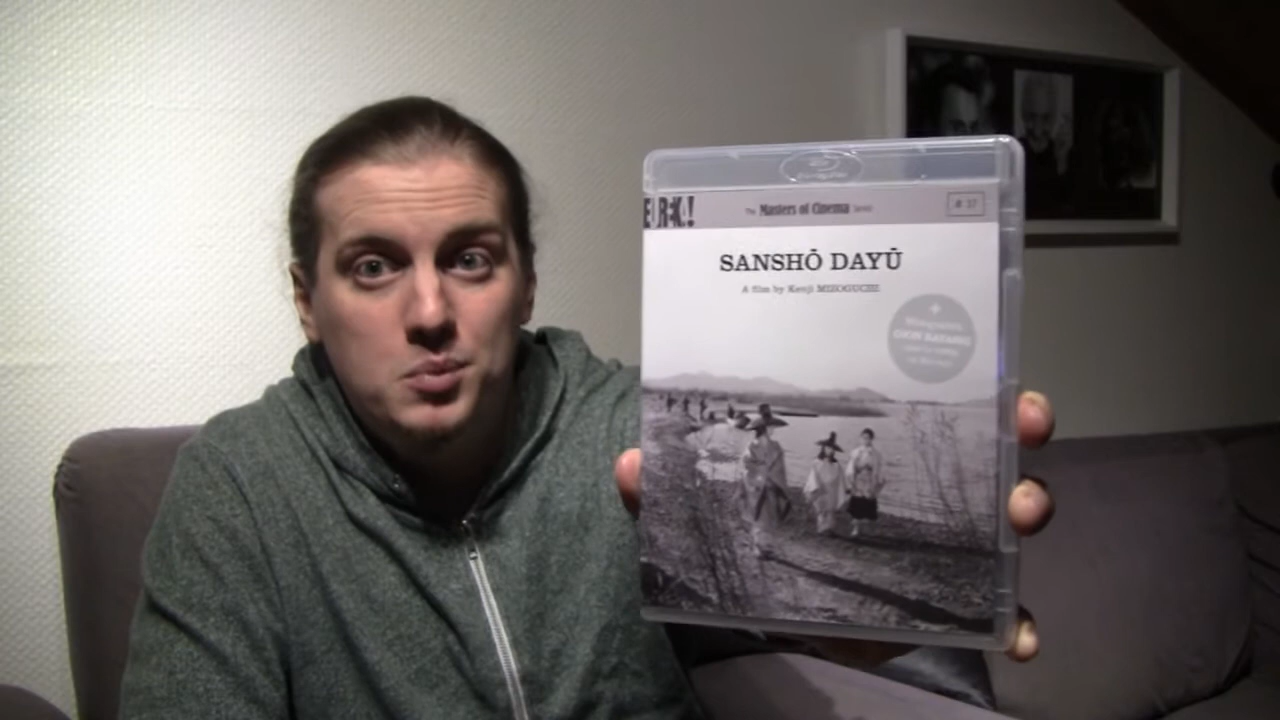 EUREKA!
The Masters of Cinema Series
# 37
SANSHŌ DAYŪ
A film by Kenji MIZOGUCHI
+